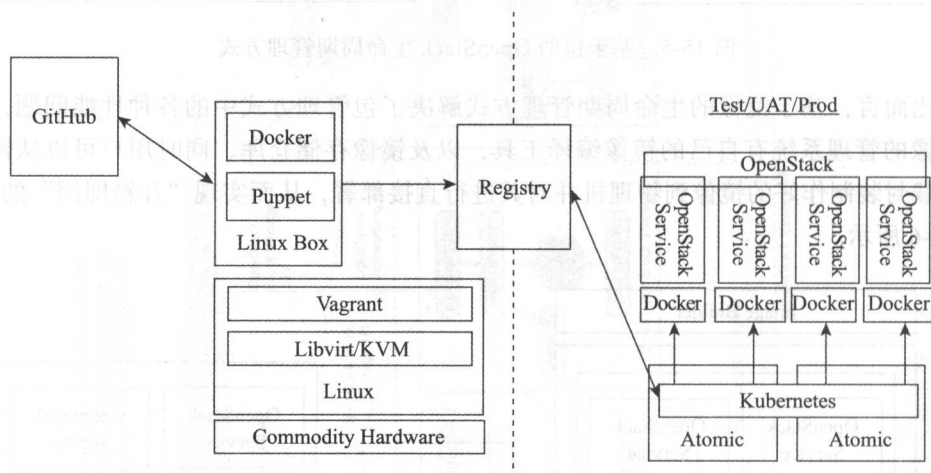 GitHub
Docker
Puppet
Linux Box
Vagrant
Libvirt/KVM
Linux
Commodity Hardware
Registry
Test/UAT/Prod
OpenStack
OpenStack
Service
OpenStack
Service
OpenStack
Service
OpenStack
Service
Docker
Docker
Docker
Docker
Kubernetes
Atomic
Atomic